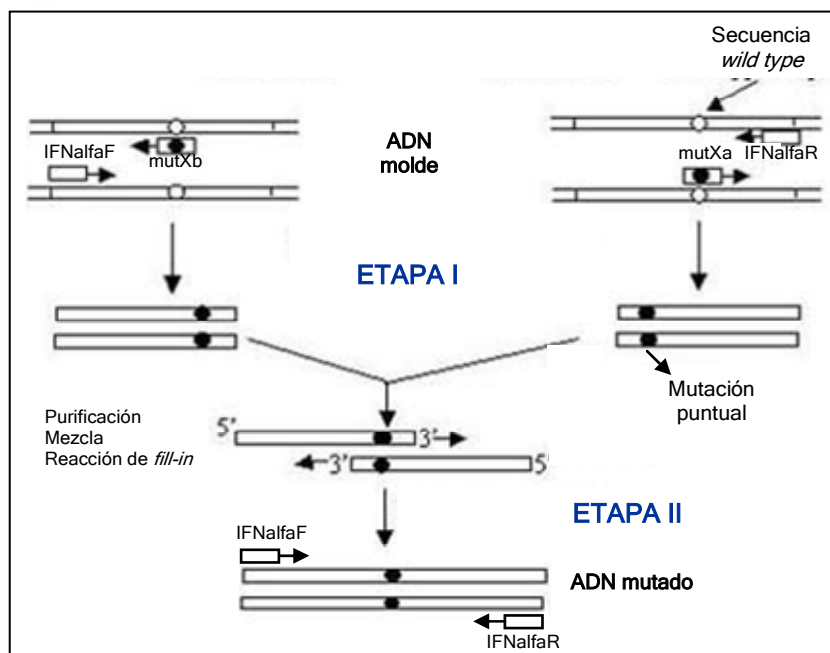 Secuencia
wild type
IFNalfaF
mutXb
ADN
molde
mutXa
IFNalfaR
ETAPA I
Mutación
puntual
Purificación
Mezcla
Reacción de fill-in
5’
3’
3’
5’
ETAPA II
IFNalfaF
ADN mutado
IFNalfaR